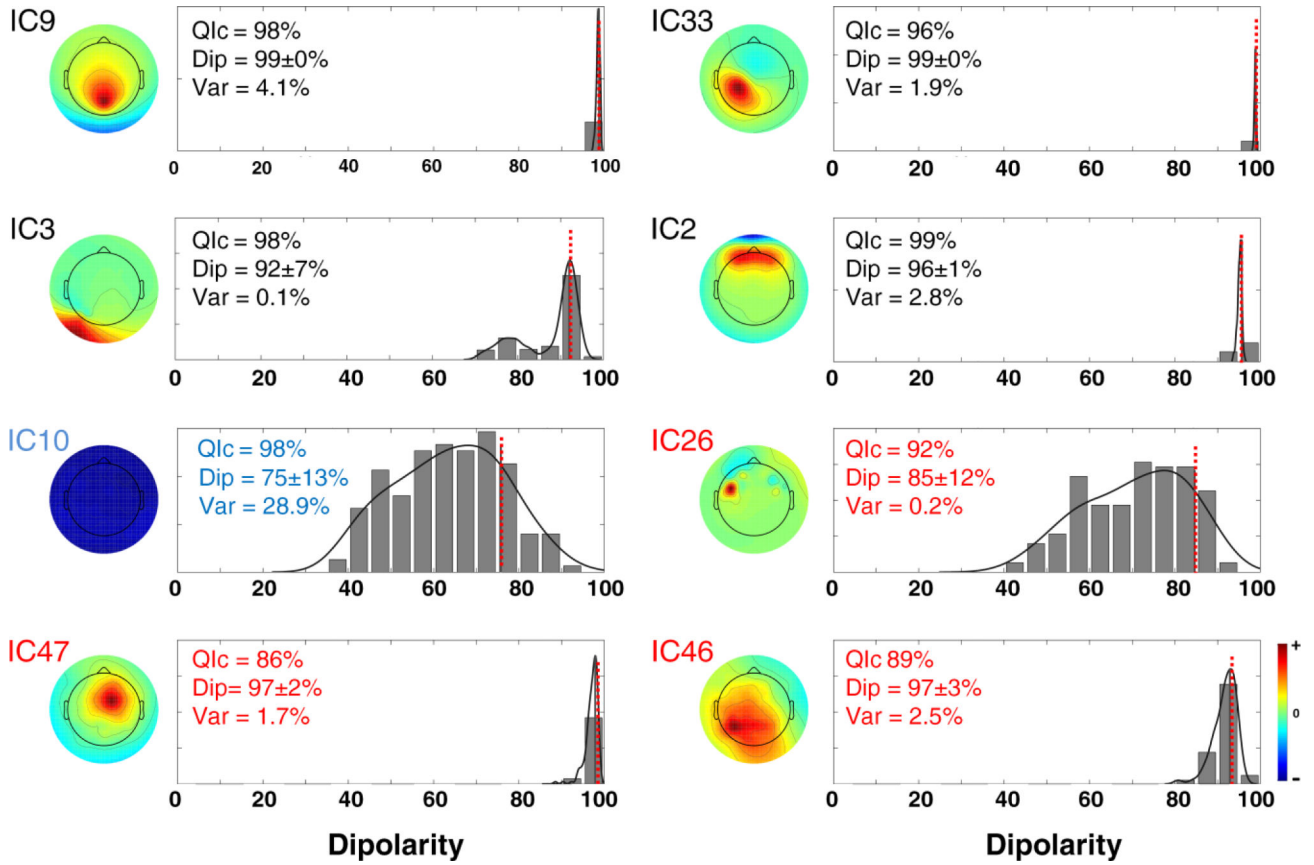 IC9
QIc = 98%
Dip = 99±0%
Var = 4.1%
0 20 40 60 80 100
IC33
QIc = 96%
Dip = 99±0%
Var = 1.9%
0 20 40 60 80 100
IC3
QIc = 98%
Dip = 92±7%
Var = 0.1%
0 20 40 60 80 100
IC2
QIc = 99%
Dip = 96±1%
Var = 2.8%
0 20 40 60 80 100
IC10
QIc = 98%
Dip = 75±13%
Var = 28.9%
0 20 40 60 80 100
IC26
QIc = 92%
Dip = 85±12%
Var = 0.2%
0 20 40 60 80 100
IC47
QIc = 86%
Dip= 97±2%
Var = 1.7%
0 20 40 60 80 100
Dipolarity
IC46
QIc 89%
Dip = 97±3%
Var = 2.5%
0 20 40 60 80 100
Dipolarity
+
0
-